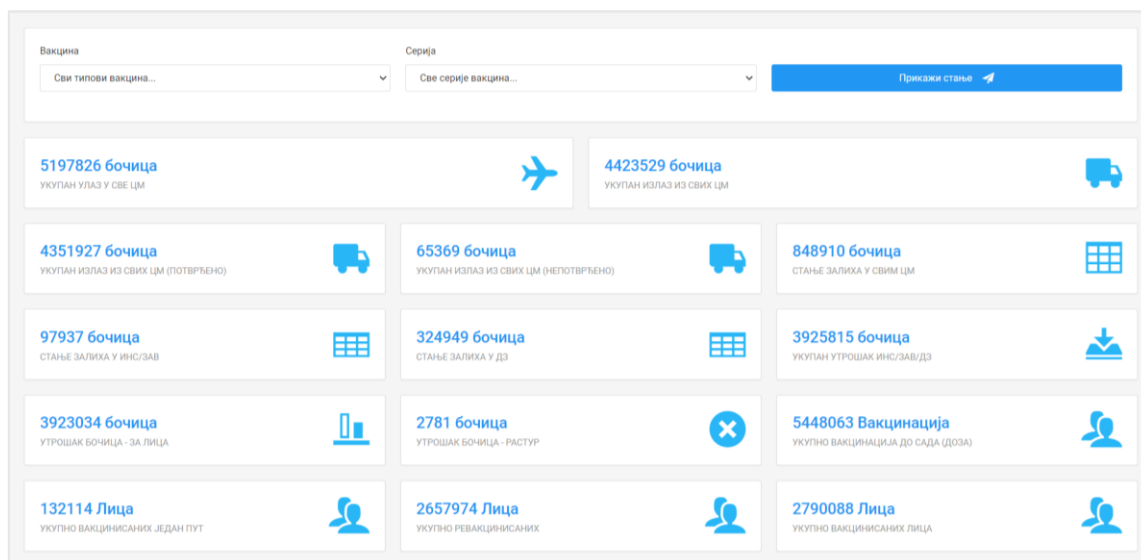 Вакцина
Серија
Сви типови вакцина...
Све серије вакцина...
Прикажи стање
5197826 бочица
УКУПАН УЛАЗ У СВЕ ЦМ
4423529 бочица
УКУПАН ИЗЛАЗ ИЗ СВИХ ЦМ
4351927 бочица
УКУПАН ИЗЛАЗ ИЗ СВИХ ЦМ (ПОТВРЂЕНО)
65369 бочица
УКУПАН ИЗЛАЗ ИЗ СВИХ ЦМ (НЕПОТВРЂЕНО)
848910 бочица
СТАЊЕ ЗАЛИХА У СВИМ ЦМ
97937 бочица
СТАЊЕ ЗАЛИХА У ИНС/ЗАВ
324949 бочица
СТАЊЕ ЗАЛИХА У ДЗ
3925815 бочица
УКУПАН УТРОШАК ИНС/ЗАВ/ДЗ
3923034 бочица
УТРОШАК БОЧИЦА - ЗА ЛИЦА
2781 бочица
УТРОШАК БОЧИЦА - РАСТУР
5448063 Вакцинација
УКУПНО ВАКЦИНАЦИЈА ДО САДА (ДОЗА)
132114 Лица
УКУПНО ВАКЦИНИСАНИХ ЈЕДАН ПУТ
2657974 Лица
УКУПНО РЕВАКЦИНИСАНИХ
2790088 Лица
УКУПНО ВАКЦИНИСАНИХ ЛИЦА